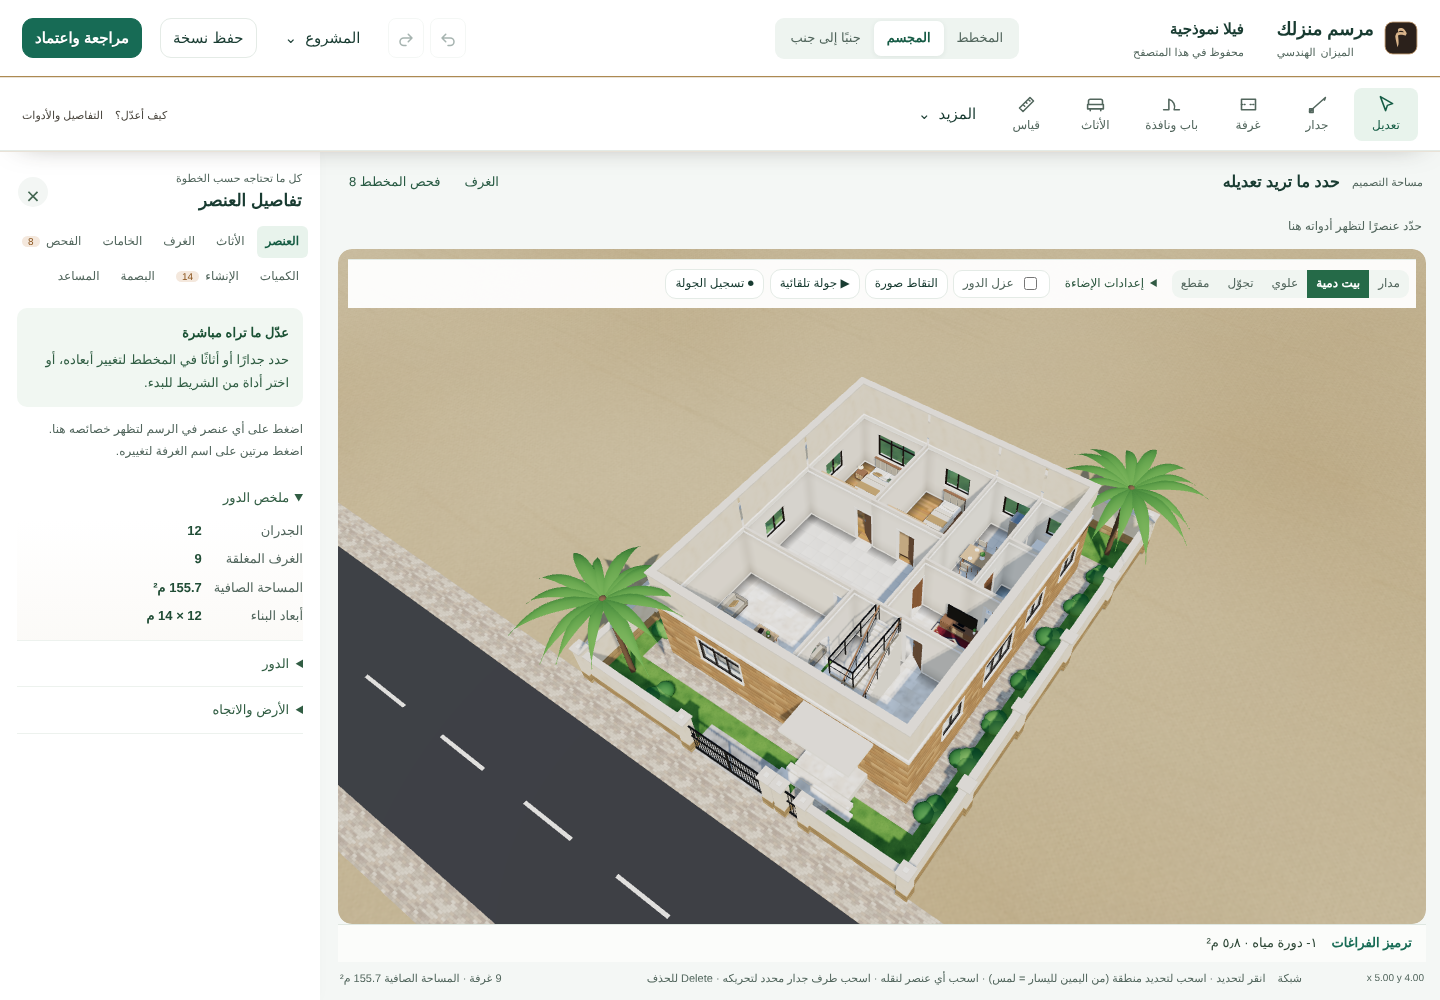 مرسم منزلك
الميزان الهندسي
فيلا نموذجية
محفوظ في هذا المتصفح
المخطط
المجسم
جنبًا إلى جنب
المشروع
حفظ نسخة
مراجعة واعتماد
تعديل
جدار
غرفة
باب ونافذة
الأثاث
قياس
المزيد
كيف أعدّل؟
التفاصيل والأدوات
مساحة التصميم
حدد ما تريد تعديله
الغرف
فحص المخطط 8
حدّد عنصرًا لتظهر أدواته هنا
مدار
بيت دمية
علوي
تجوّل
مقطع
إعدادات الإضاءة
عزل الدور
التقاط صورة
جولة تلقائية
تسجيل الجولة
ترميز الفراغات
١- دورة مياه · ٥٫٨ م²
x 5.00 y 4.00
شبكة
انقر لتحديد · اسحب لتحديد منطقة (من اليمين لليسار = لمس) · اسحب أي عنصر لنقله · اسحب طرف جدار محدد لتحريكه · Delete للحذف
9 غرفة · المساحة الصافية 155.7 م²
كل ما تحتاجه حسب الخطوة
تفاصيل العنصر
العنصر
الأثاث
الغرف
الخامات
الفحص 8
الكميات
الإنشاء 14
البصمة
المساعد
عدّل ما تراه مباشرة
حدد جدارًا أو أثاثًا في المخطط لتغيير أبعاده، أو
اختر أداة من الشريط للبدء.
اضغط على أي عنصر في الرسم لتظهر خصائصه هنا.
اضغط مرتين على اسم الغرفة لتغييره.
ملخص الدور
الجدران 12
الغرف المغلقة 9
المساحة الصافية 155.7 م²
أبعاد البناء 12 × 14 م
الدور
الأرض والاتجاه